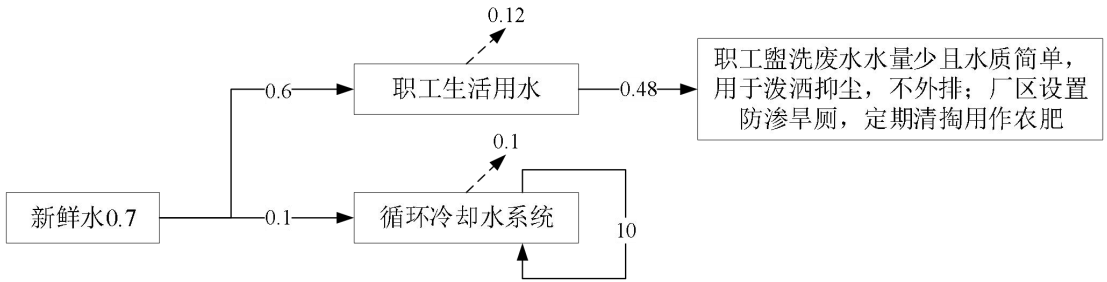 0.12
职工盥洗废水水量少且水质简单，
用于泼洒抑尘，不外排；厂区设置
防渗旱厕，定期清掏用作农肥
0.6
职工生活用水
0.48
0.1
新鲜水0.7
0.1
循环冷却水系统
10